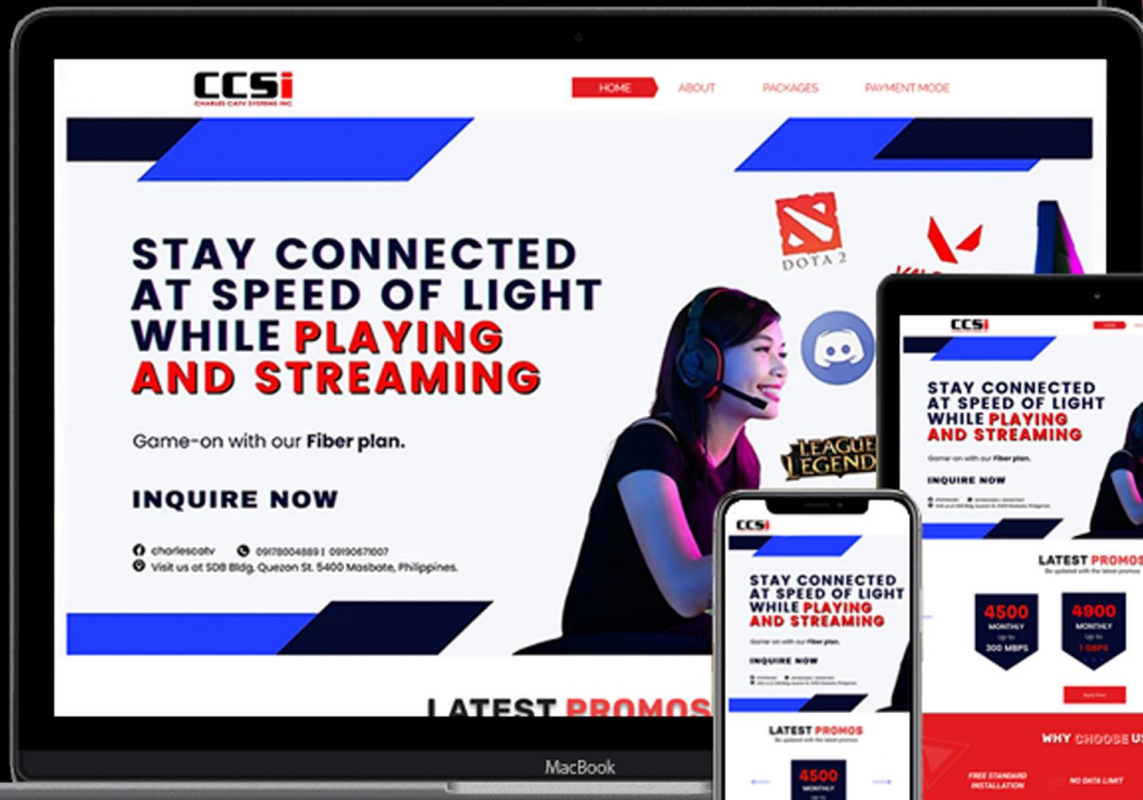 CCSi
CHARLES CATV SYSTEMS INC
HOME
ABOUT
PACKAGES
PAYMENT MODE
STAY CONNECTED
AT SPEED OF LIGHT
WHILE PLAYING
AND STREAMING
Game-on with our Fiber plan.
INQUIRE NOW
charlescatv
09178004889 | 09190671007
Visit us at SDB Bldg, Quezon St. 5400 Masbate, Philippines.
DOTA 2
LEAGUE
LEGEND
LATEST PROMOS
MacBook
CCSi
STAY CONNECTED
AT SPEED OF LIGHT
WHILE PLAYING
AND STREAMING
Game-on with our Fiber plan.
INQUIRE NOW
LATEST PROMOS
Be updated with the latest promos
4500
MONTHLY
Up to
300 MBPS
4900
MONTHLY
Up to
1 GBPS
WHY CHOOSE US
FREE STANDARD
INSTALLATION
NO DATA LIMIT
CCSi
STAY CONNECTED
AT SPEED OF LIGHT
WHILE PLAYING
AND STREAMING
Game-on with our Fiber plan.
INQUIRE NOW
LATEST PROMOS
Be updated with the latest promos
4500
MONTHLY
Up to